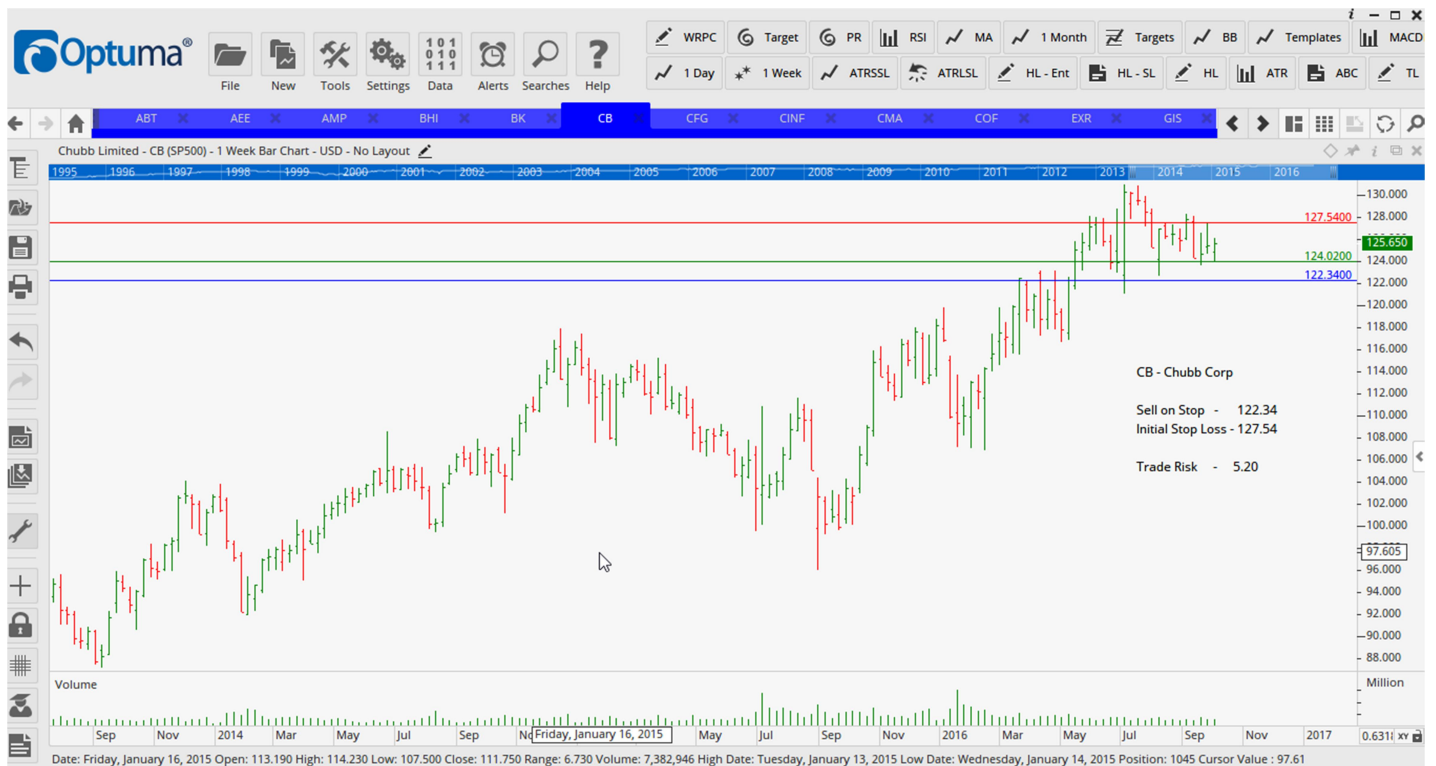 i
Optuma®
File
New
Tools
Settings
Data
Alerts
Searches
Help
WRPC
Target
PR
RSI
MA
1 Month
Targets
BB
Templates
MACD
1 Day
1 Week
ATRSSL
ATRLSL
HL - Ent
HL - SL
HL
ATR
ABC
TL
ABT
AEE
AMP
BHI
BK
CB
CFG
CINF
CMA
COF
EXR
GIS
Chubb Limited - CB (SP500) - 1 Week Bar Chart - USD - No Layout
1995 1996 1997 1998 1999 2000 2001 2002 2003 2004 2005 2006 2007 2008 2009 2010 2011 2012 2013 2014 2015 2016
130.000
127.5400
128.000
125.650
124.0200
124.000
122.3400
122.000
120.000
118.000
116.000
114.000
112.000
110.000
108.000
106.000
104.000
102.000
100.000
97.605
96.000
94.000
92.000
90.000
88.000
CB - Chubb Corp
Sell on Stop - 122.34
Initial Stop Loss - 127.54
Trade Risk - 5.20
Volume
Million
Sep Nov 2014 Mar May Jul Sep Friday, January 16, 2015 May Jul Sep Nov 2016 Mar May Jul Sep Nov 2017
XY
Date: Friday, January 16, 2015 Open: 113.190 High: 114.230 Low: 107.500 Close: 111.750 Range: 6.730 Volume: 7,382,946 High Date: Tuesday, January 13, 2015 Low Date: Wednesday, January 14, 2015 Position: 1045 Cursor Value : 97.61